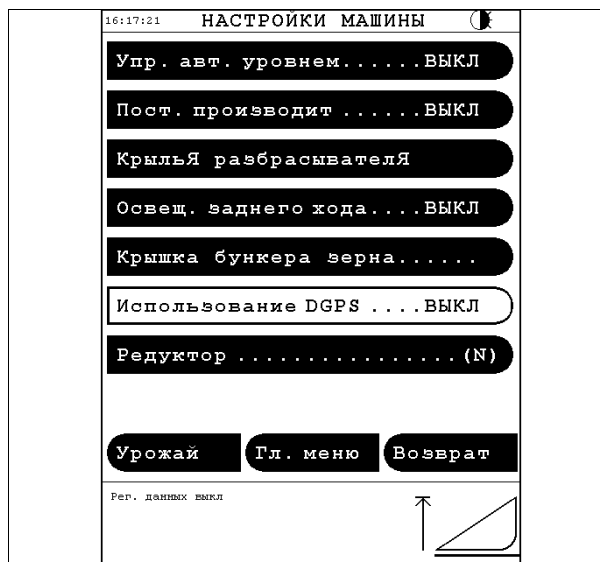 16:17:21 НАСТРОЙКИ МАШИНЫ
Упр. авт. уровнем......ВЫКЛ
Пост. производит ......ВЫКЛ
КрыльЯ разбрасывателЯ
Освещ. заднего хода....ВЫКЛ
Крышка бункера зерна......
Использование DGPS ....ВЫКЛ
Редуктор ................(N)
Урожай Гл. меню Возврат
Рег. данных выкл